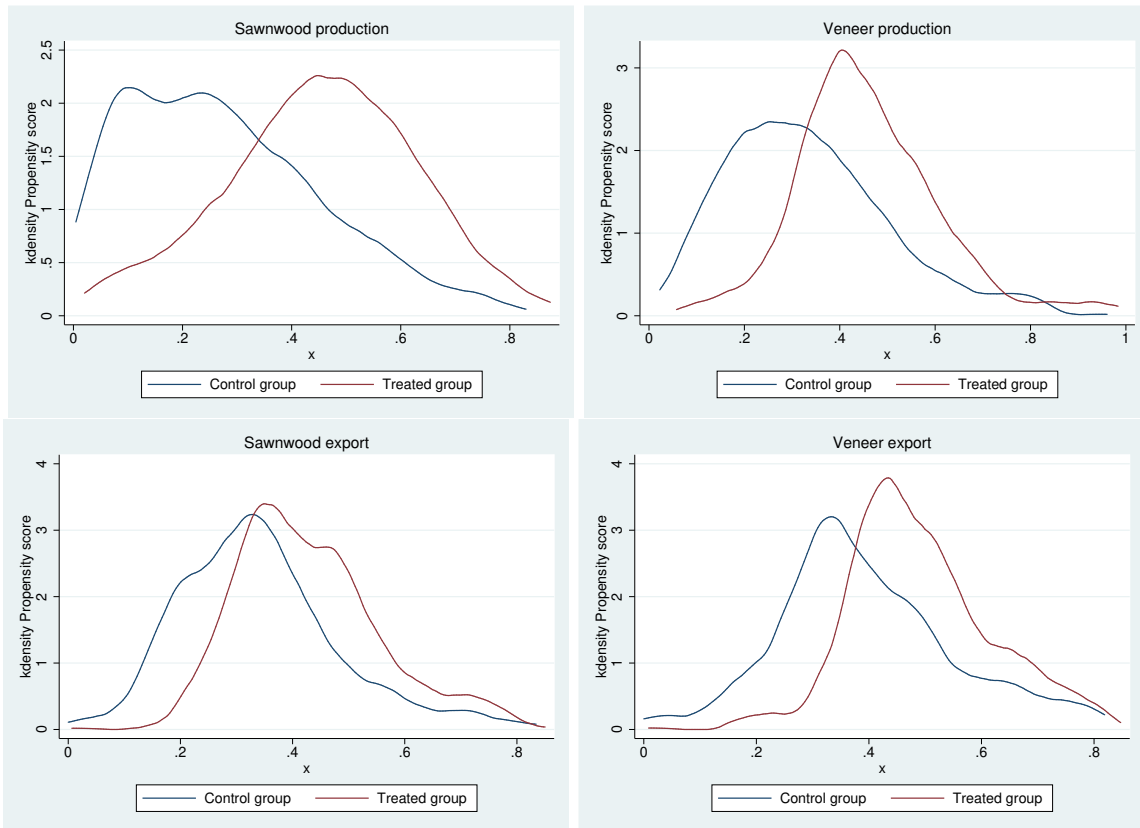 Sawnwood production
kdensity Propensity score
0 .5 1 1.5 2 2.5
0 .2 .4 .6 .8
x
Control group Treated group
Veneer production
kdensity Propensity score
0 1 2 3
0 .2 .4 .6 .8 1
x
Control group Treated group
Sawnwood export
kdensity Propensity score
0 1 2 3 4
0 .2 .4 .6 .8
x
Control group Treated group
Veneer export
kdensity Propensity score
0 1 2 3 4
0 .2 .4 .6 .8
x
Control group Treated group